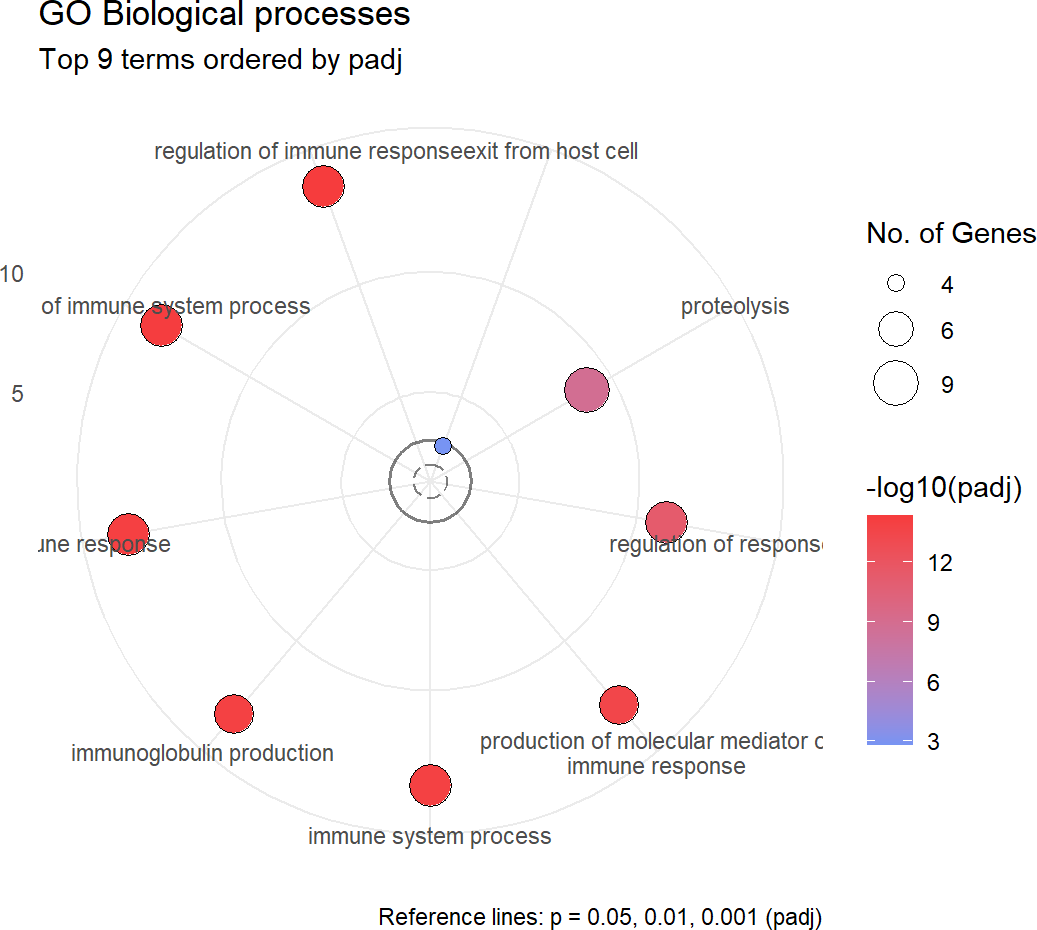 GO Biological processes
Top 9 terms ordered by padj
regulation of immune responseexit from host cell
No. of Genes
10
4
of immune system process
proteolysis
6
5
9
-log10(padj)
une response
regulation of respons
12
9
6
production of molecular mediator o
3
immunoglobulin production
immune response
immune system process
Reference lines: p = 0.05, 0.01, 0.001 (padj)